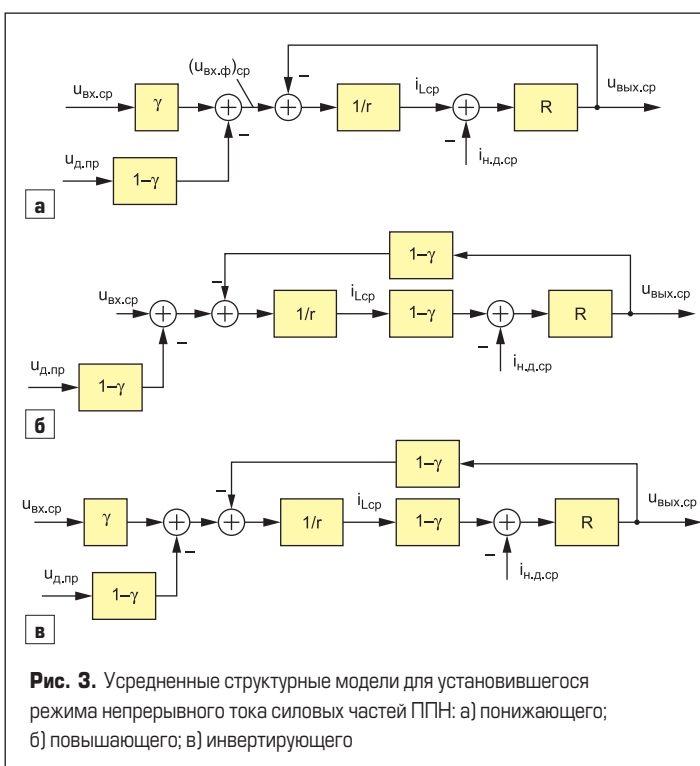 (uвх.ф)ср
uвх.ср
γ
+
–
+
–
1/r
iLср
+
–
R
uвых.ср
uд.пр
1–γ
iн.д.ср
а
1–γ
uвх.ср
+
–
+
–
1/r
iLср
1–γ
+
–
R
uвых.ср
uд.пр
1–γ
iн.д.ср
б
1–γ
uвх.ср
γ
+
–
+
–
1/r
iLср
1–γ
+
–
R
uвых.ср
uд.пр
1–γ
iн.д.ср
в
Рис. 3. Усредненные структурные модели для установившегося
режима непрерывного тока силовых частей ППН: а) понижающего;
б) повышающего; в) инвертирующего